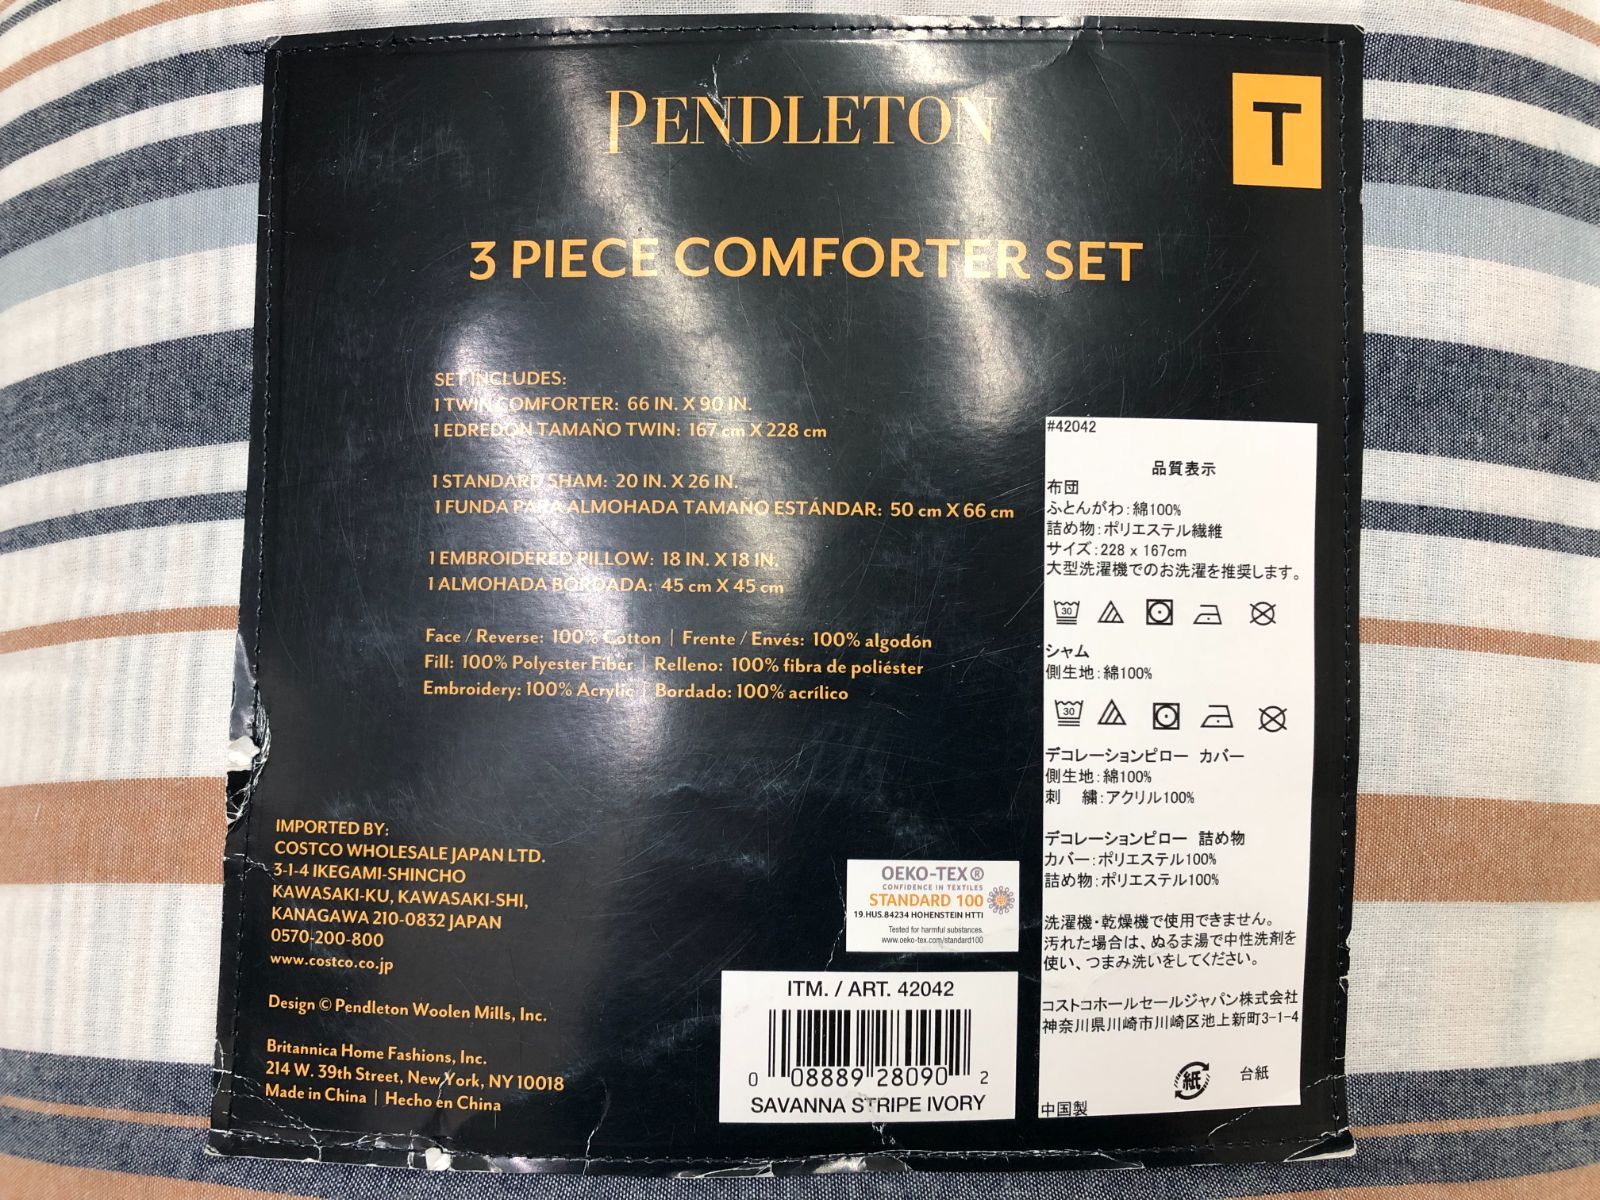 PENDLETON
T
3 PIECE COMFORTER SET
SET INCLUDES:
1 TWIN COMFORTER: 66 IN. X 90 IN.
1 EDREDÓN TAMAÑO TWIN: 167 cm X 228 cm
1 STANDARD SHAM: 20 IN. X 26 IN.
1 FUNDA PARA ALMOHADA TAMAÑO ESTÁNDAR: 50 cm X 66 cm
1 EMBROIDERED PILLOW: 18 IN. X 18 IN.
1 ALMOHADA BORDADA: 45 cm X 45 cm
Face / Reverse: 100% Cotton | Frente / Envés: 100% algodón
Fill: 100% Polyester Fiber | Relleno: 100% fibra de poliéster
Embroidery: 100% Acrylic | Bordado: 100% acrílico
IMPORTED BY:
COSTCO WHOLESALE JAPAN LTD.
3-1-4 IKEGAMI-SHINCHO
KAWASAKI-KU, KAWASAKI-SHI,
KANAGAWA 210-0832 JAPAN
0570-200-800
www.costco.co.jp
Design © Pendleton Woolen Mills, Inc.
Britannica Home Fashions, Inc.
214 W. 39th Street, New York, NY 10018
Made in China | Hecho en China
OEKO-TEX®
CONFIDENCE IN TEXTILES
STANDARD 100
19.HUS.84234 HOHENSTEIN HTTI
Tested for harmful substances.
www.oeko-tex.com/standard100
ITM. / ART. 42042
0 08889 28090 2
SAVANNA STRIPE IVORY
#42042
品質表示
布団
ふとんがわ:綿100%
詰め物:ポリエステル繊維
サイズ:228 x 167cm
大型洗濯機でのお洗濯を推奨します。
30
シャム
側生地:綿100%
30
デコレーションピロー カバー
側生地:綿100%
刺 繍:アクリル100%
デコレーションピロー 詰め物
カバー:ポリエステル100%
詰め物:ポリエステル100%
洗濯機・乾燥機で使用できません。
汚れた場合は、ぬるま湯で中性洗剤を
使い、つまみ洗いをしてください。
コストコホールセールジャパン株式会社
神奈川県川崎市川崎区池上新町3-1-4
紙 台紙
中国製